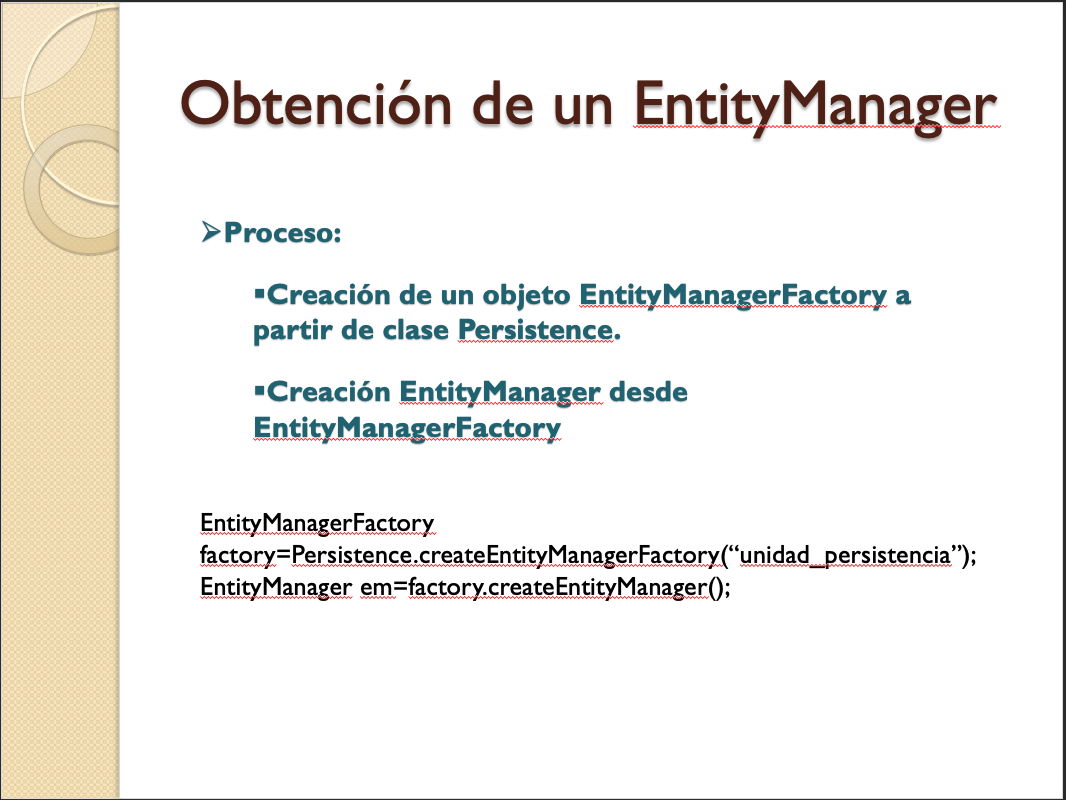 Obtención de un EntityManager
➢Proceso:
▪Creación de un objeto EntityManagerFactory a
partir de clase Persistence.
▪Creación EntityManager desde
EntityManagerFactory
EntityManagerFactory
factory=Persistence.createEntityManagerFactory(“unidad_persistencia”);
EntityManager em=factory.createEntityManager();